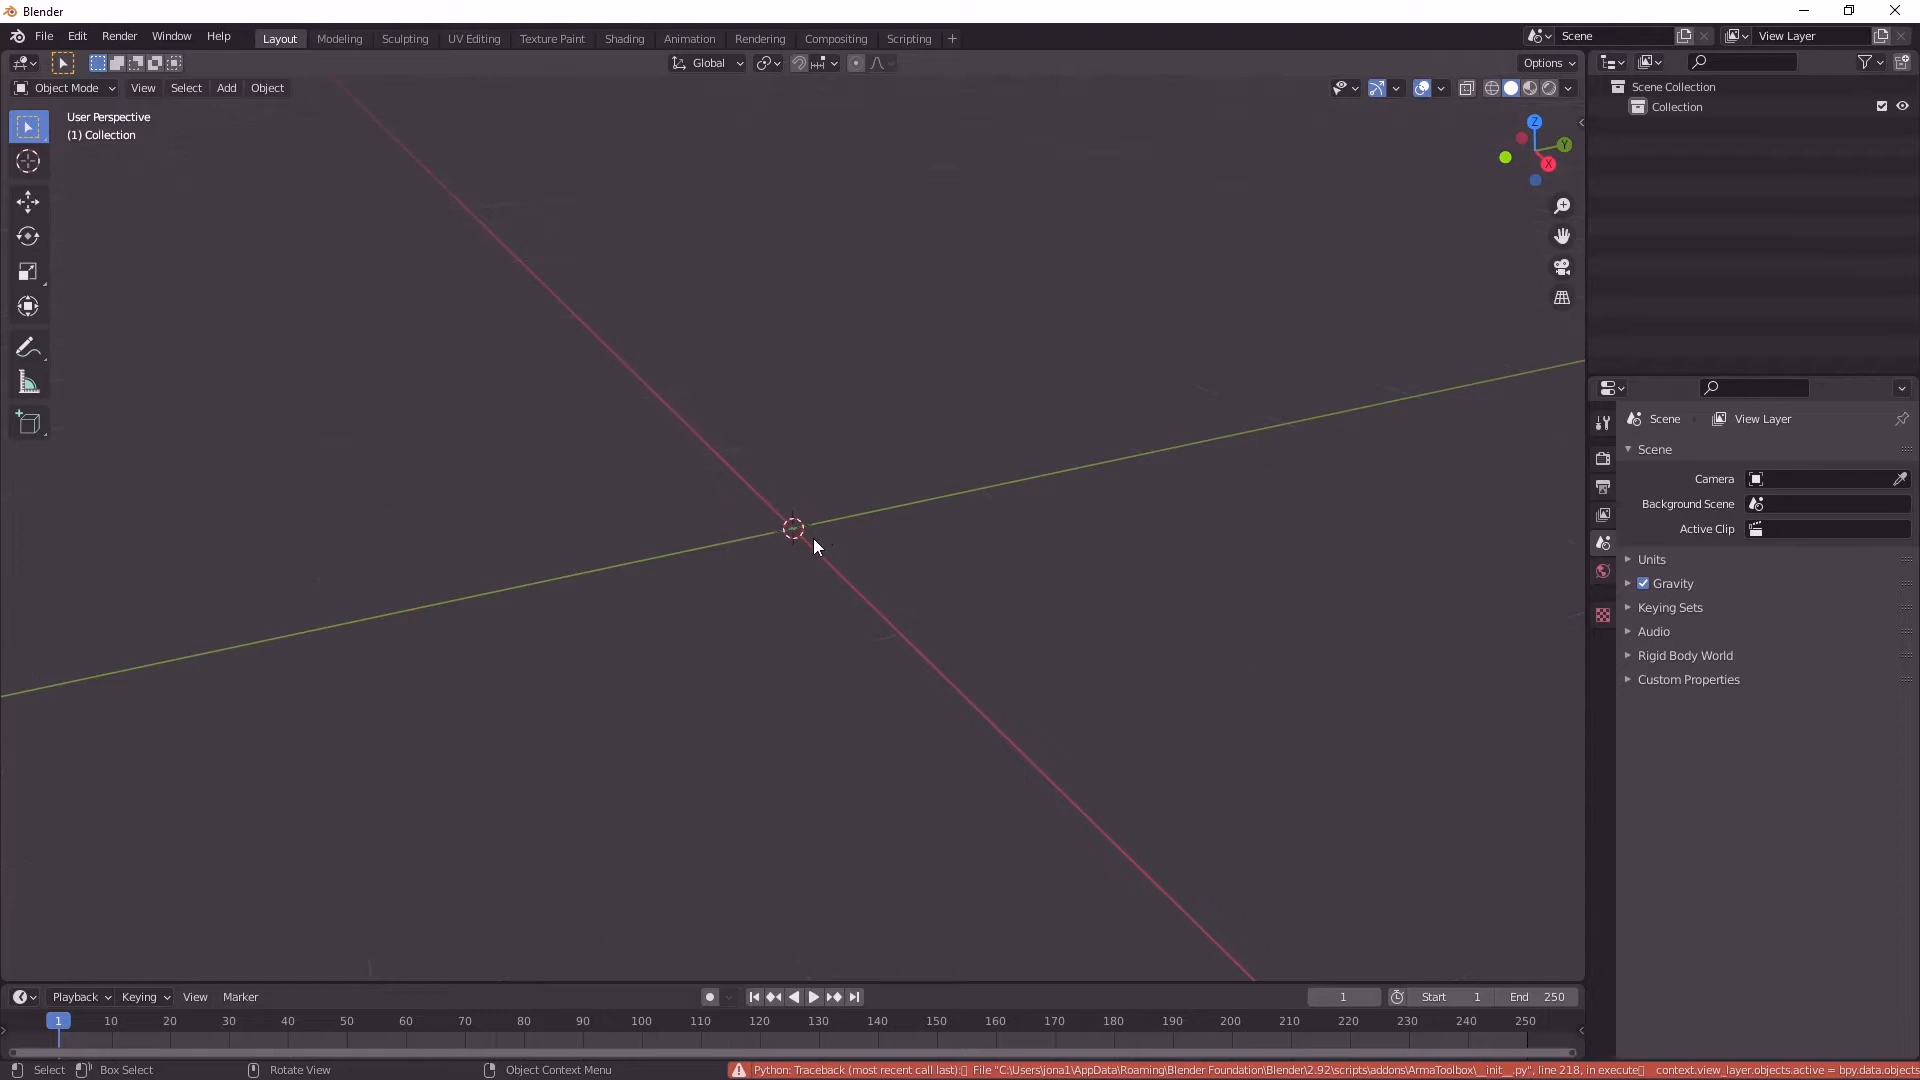 Blender
File Edit Render Window Help Layout Modeling Sculpting UV Editing Texture Paint Shading Animation Rendering Compositing Scripting + Scene View Layer
Global Options
Object Mode View Select Add Object
Scene Collection
Collection
User Perspective
(1) Collection
Z
Y
X
Scene View Layer
Scene
Camera
Background Scene
Active Clip
Units
Gravity
Keying Sets
Audio
Rigid Body World
Custom Properties
Playback Keying View Marker 1 Start 1 End 250
1 10 20 30 40 50 60 70 80 90 100 110 120 130 140 150 160 170 180 190 200 210 220 230 240 250
Select Box Select Rotate View Object Context Menu Python: Traceback (most recent call last): File "C:\Users\jona1\AppData\Roaming\Blender Foundation\Blender\2.92\scripts\addons\ArmaToolbox\__init__.py", line 218, in execute context.view_layer.objects.active = bpy.data.objects